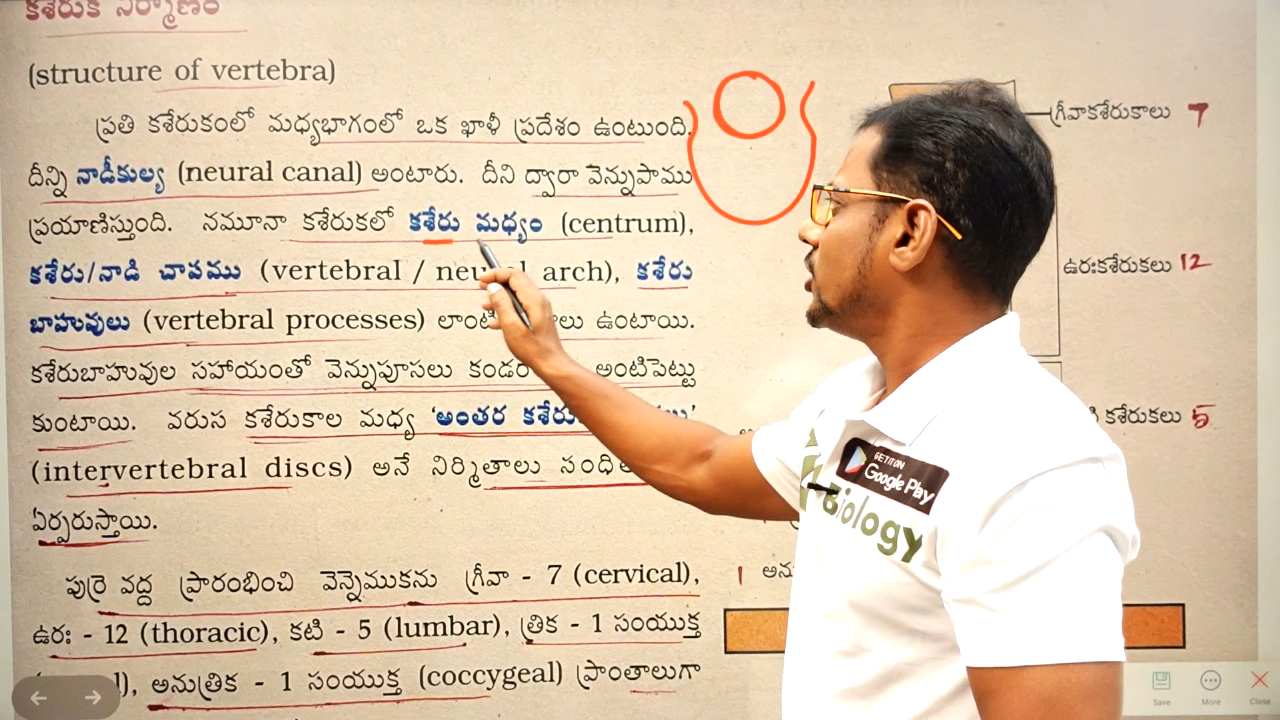 కశేరుక నిర్మాణం
(structure of vertebra)
ప్రతి కశేరుకంలో మధ్యభాగంలో ఒక ఖాళీ ప్రదేశం ఉంటుంది.
దీన్ని నాడీకుల్య (neural canal) అంటారు. దీని ద్వారా వెన్నుపాము
ప్రయాణిస్తుంది. నమూనా కశేరుకలో కశేరు మధ్యం (centrum),
కశేరు/నాడి చాపము (vertebral / neural arch), కశేరు
బాహువులు (vertebral processes) ఉంటాయి.
కశేరుబాహువుల సహాయంతో వెన్నుపూసలు అంటిపెట్టు
కుంటాయి. వరుస కశేరుకాల మధ్య 'అంతర
(intervertebral discs) అనే నిర్మితాలు
ఏర్పరుస్తాయి.
పుర్రె వద్ద ప్రారంభించి వెన్నెముకను గ్రీవా - 7 (cervical),
ఉరః - 12 (thoracic), కటి - 5 (lumbar), త్రిక - 1 సంయుక్త
అనుత్రిక - 1 సంయుక్త (coccygeal) ప్రాంతాలుగా
గ్రీవాకశేరుకాలు 7
ఉరఃకశేరుకలు 12
కశేరుకలు 5
1
GET IT ON
Google Play
Biology
Save
More
Close